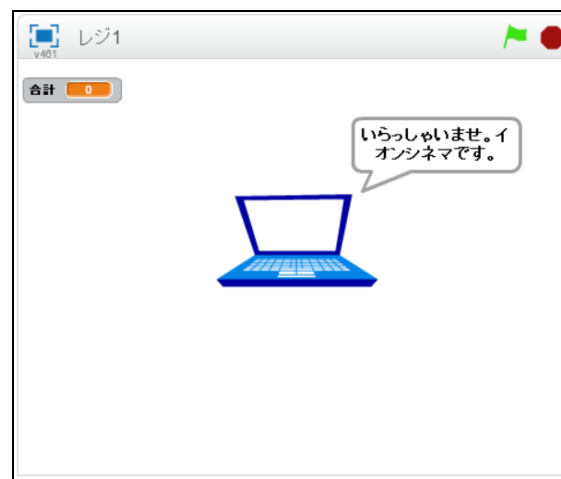 レジ1
v461
合計 0
いらっしゃいませ。イ
オンシネマです。